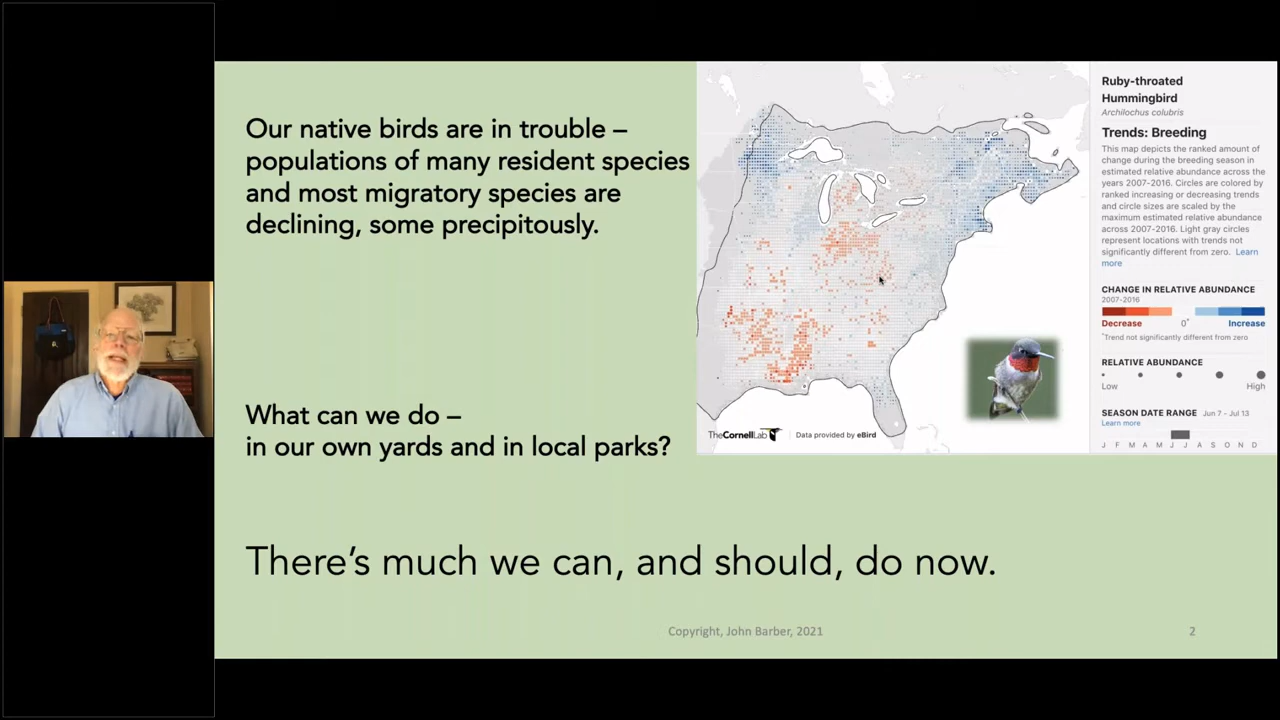 Our native birds are in trouble –
populations of many resident species
and most migratory species are
declining, some precipitously.
What can we do –
in our own yards and in local parks?
There's much we can, and should, do now.
Copyright, John Barber, 2021
2
TheCornellLab
Data provided by eBird
Ruby-throated
Hummingbird
Archilochus colubris
Trends: Breeding
This map depicts the ranked amount of
change during the breeding season in
estimated relative abundance across the
years 2007-2016. Circles are colored by
ranked increasing or decreasing trends
and circle sizes are scaled by the
maximum estimated relative abundance
across 2007-2016. Light gray circles
represent locations with trends not
significantly different from zero. Learn
more
CHANGE IN RELATIVE ABUNDANCE
2007-2016
Decrease 0* Increase
*Trend not significantly different from zero
RELATIVE ABUNDANCE
Low High
SEASON DATE RANGE Jun 7 - Jul 13
Learn more
J F M A M J J A S O N D